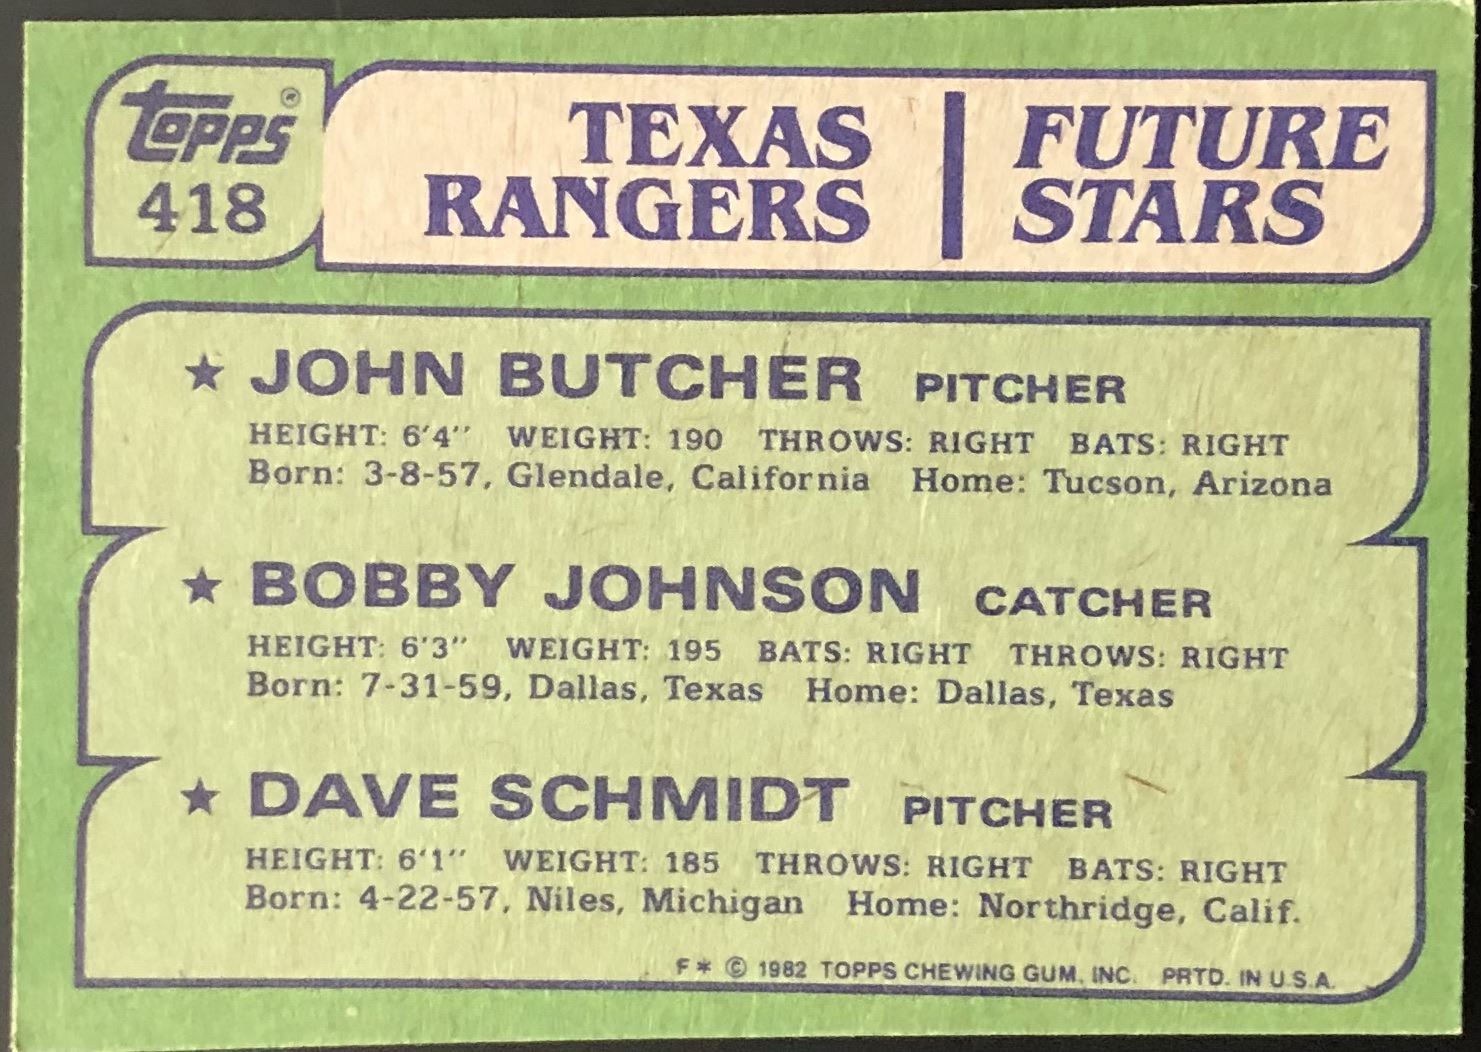 topps®
418
TEXAS RANGERS
FUTURE STARS
★ JOHN BUTCHER PITCHER
HEIGHT: 6'4" WEIGHT: 190 THROWS: RIGHT BATS: RIGHT
Born: 3-8-57, Glendale, California Home: Tucson, Arizona
★ BOBBY JOHNSON CATCHER
HEIGHT: 6'3" WEIGHT: 195 BATS: RIGHT THROWS: RIGHT
Born: 7-31-59, Dallas, Texas Home: Dallas, Texas
★ DAVE SCHMIDT PITCHER
HEIGHT: 6'1" WEIGHT: 185 THROWS: RIGHT BATS: RIGHT
Born: 4-22-57, Niles, Michigan Home: Northridge, Calif.
F* © 1982 TOPPS CHEWING GUM, INC. PRTD. IN U.S.A.